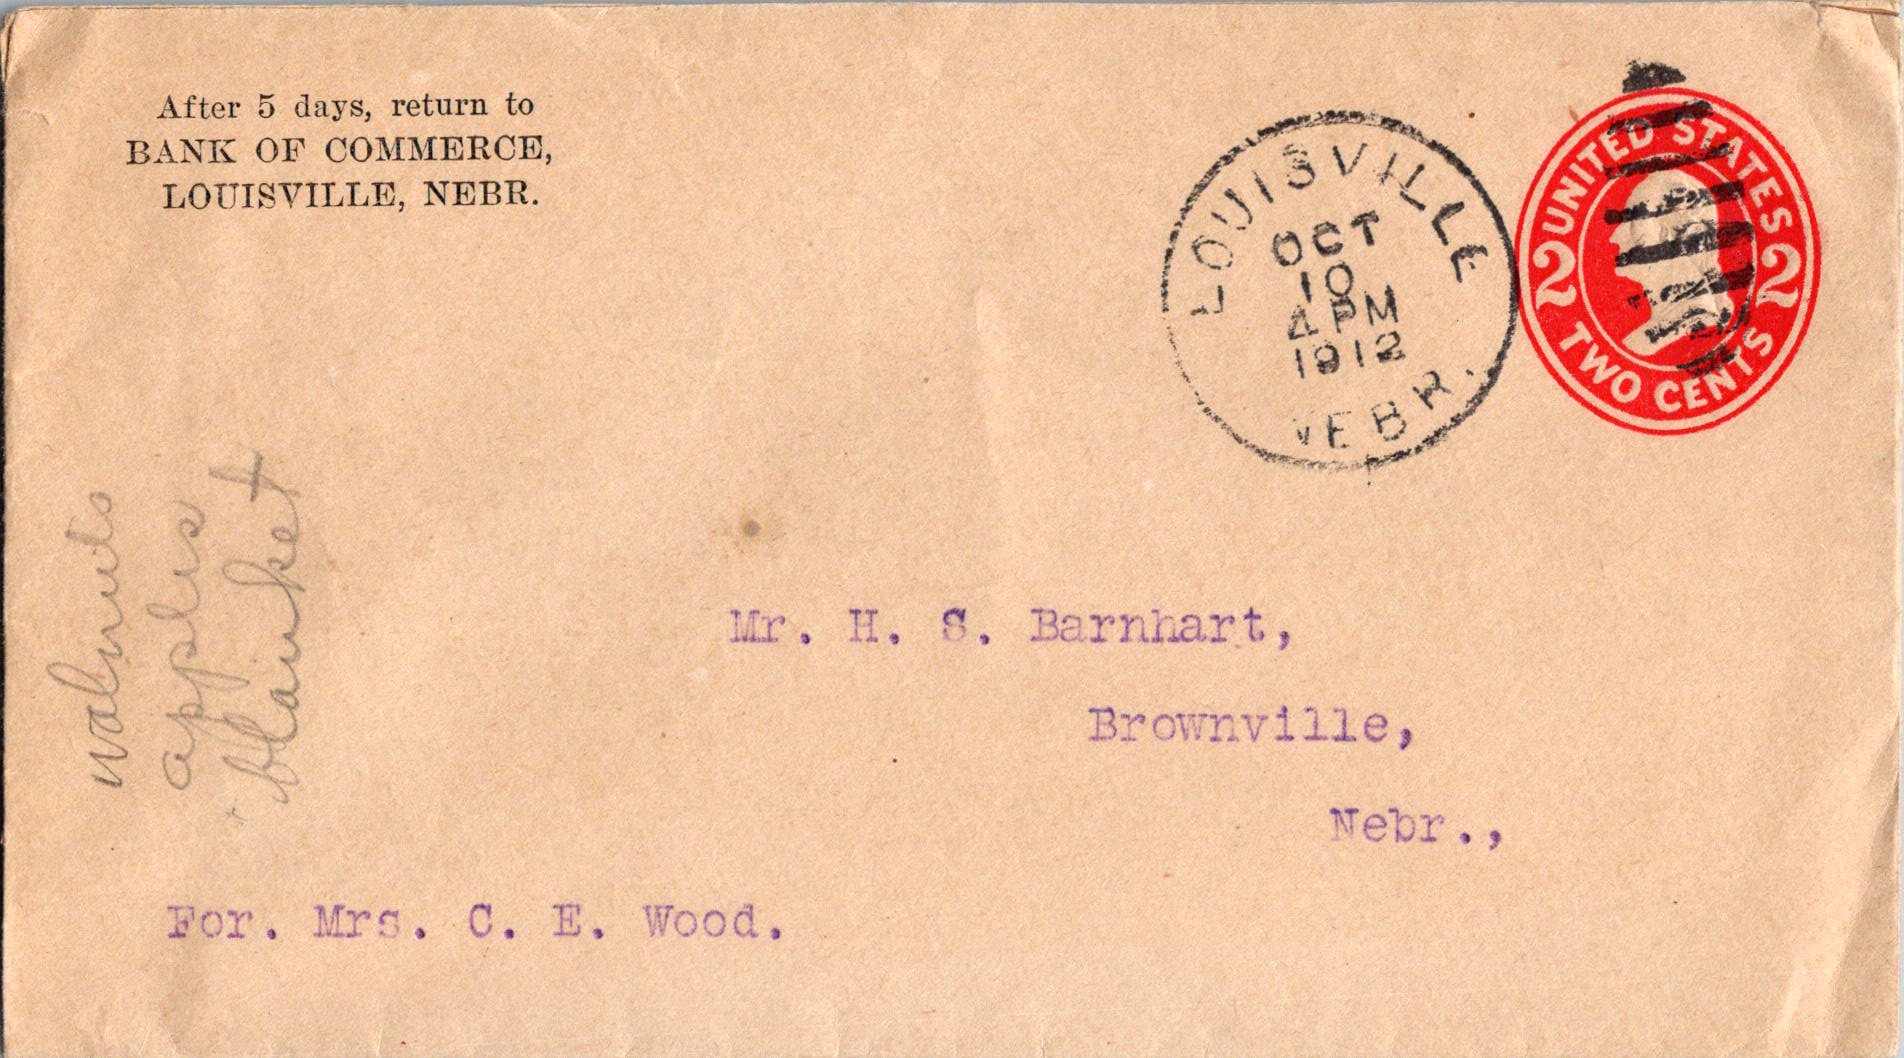 After 5 days, return to
BANK OF COMMERCE,
LOUISVILLE, NEBR.
LOUISVILLE
OCT
10
4 PM
1912
NEBR.
UNITED STATES
2 2
TWO CENTS
walnuts
apples
blanket
Mr. H. S. Barnhart,
Brownville,
Nebr.,
For. Mrs. C. E. Wood.